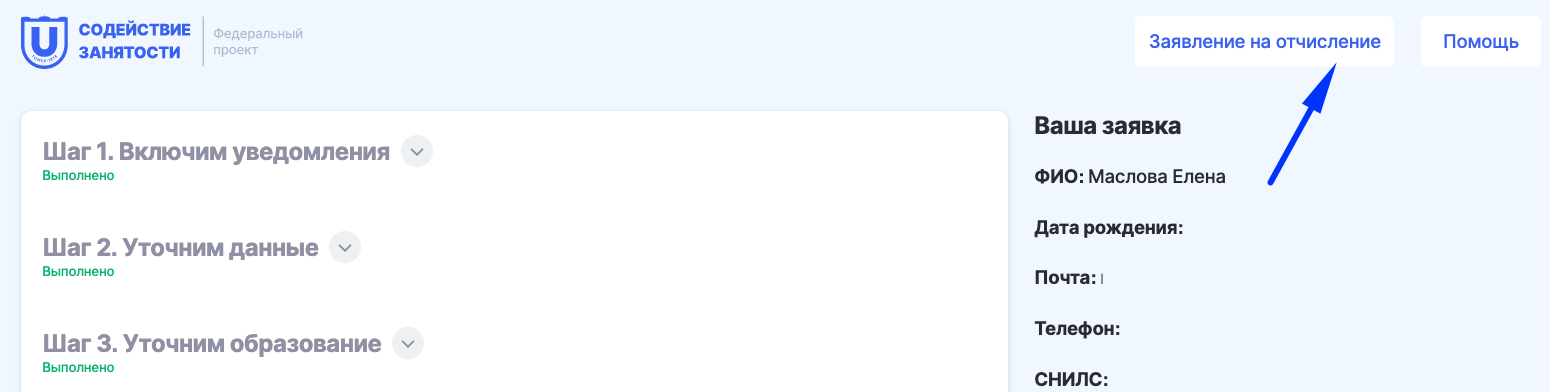 СОДЕЙСТВИЕ
ЗАНЯТОСТИ
Федеральный
проект
Заявление на отчисление
Помощь
Шаг 1. Включим уведомления
Выполнено
Шаг 2. Уточним данные
Выполнено
Шаг 3. Уточним образование
Выполнено
Ваша заявка
ФИО: Маслова Елена
Дата рождения:
Почта:
Телефон:
СНИЛС: